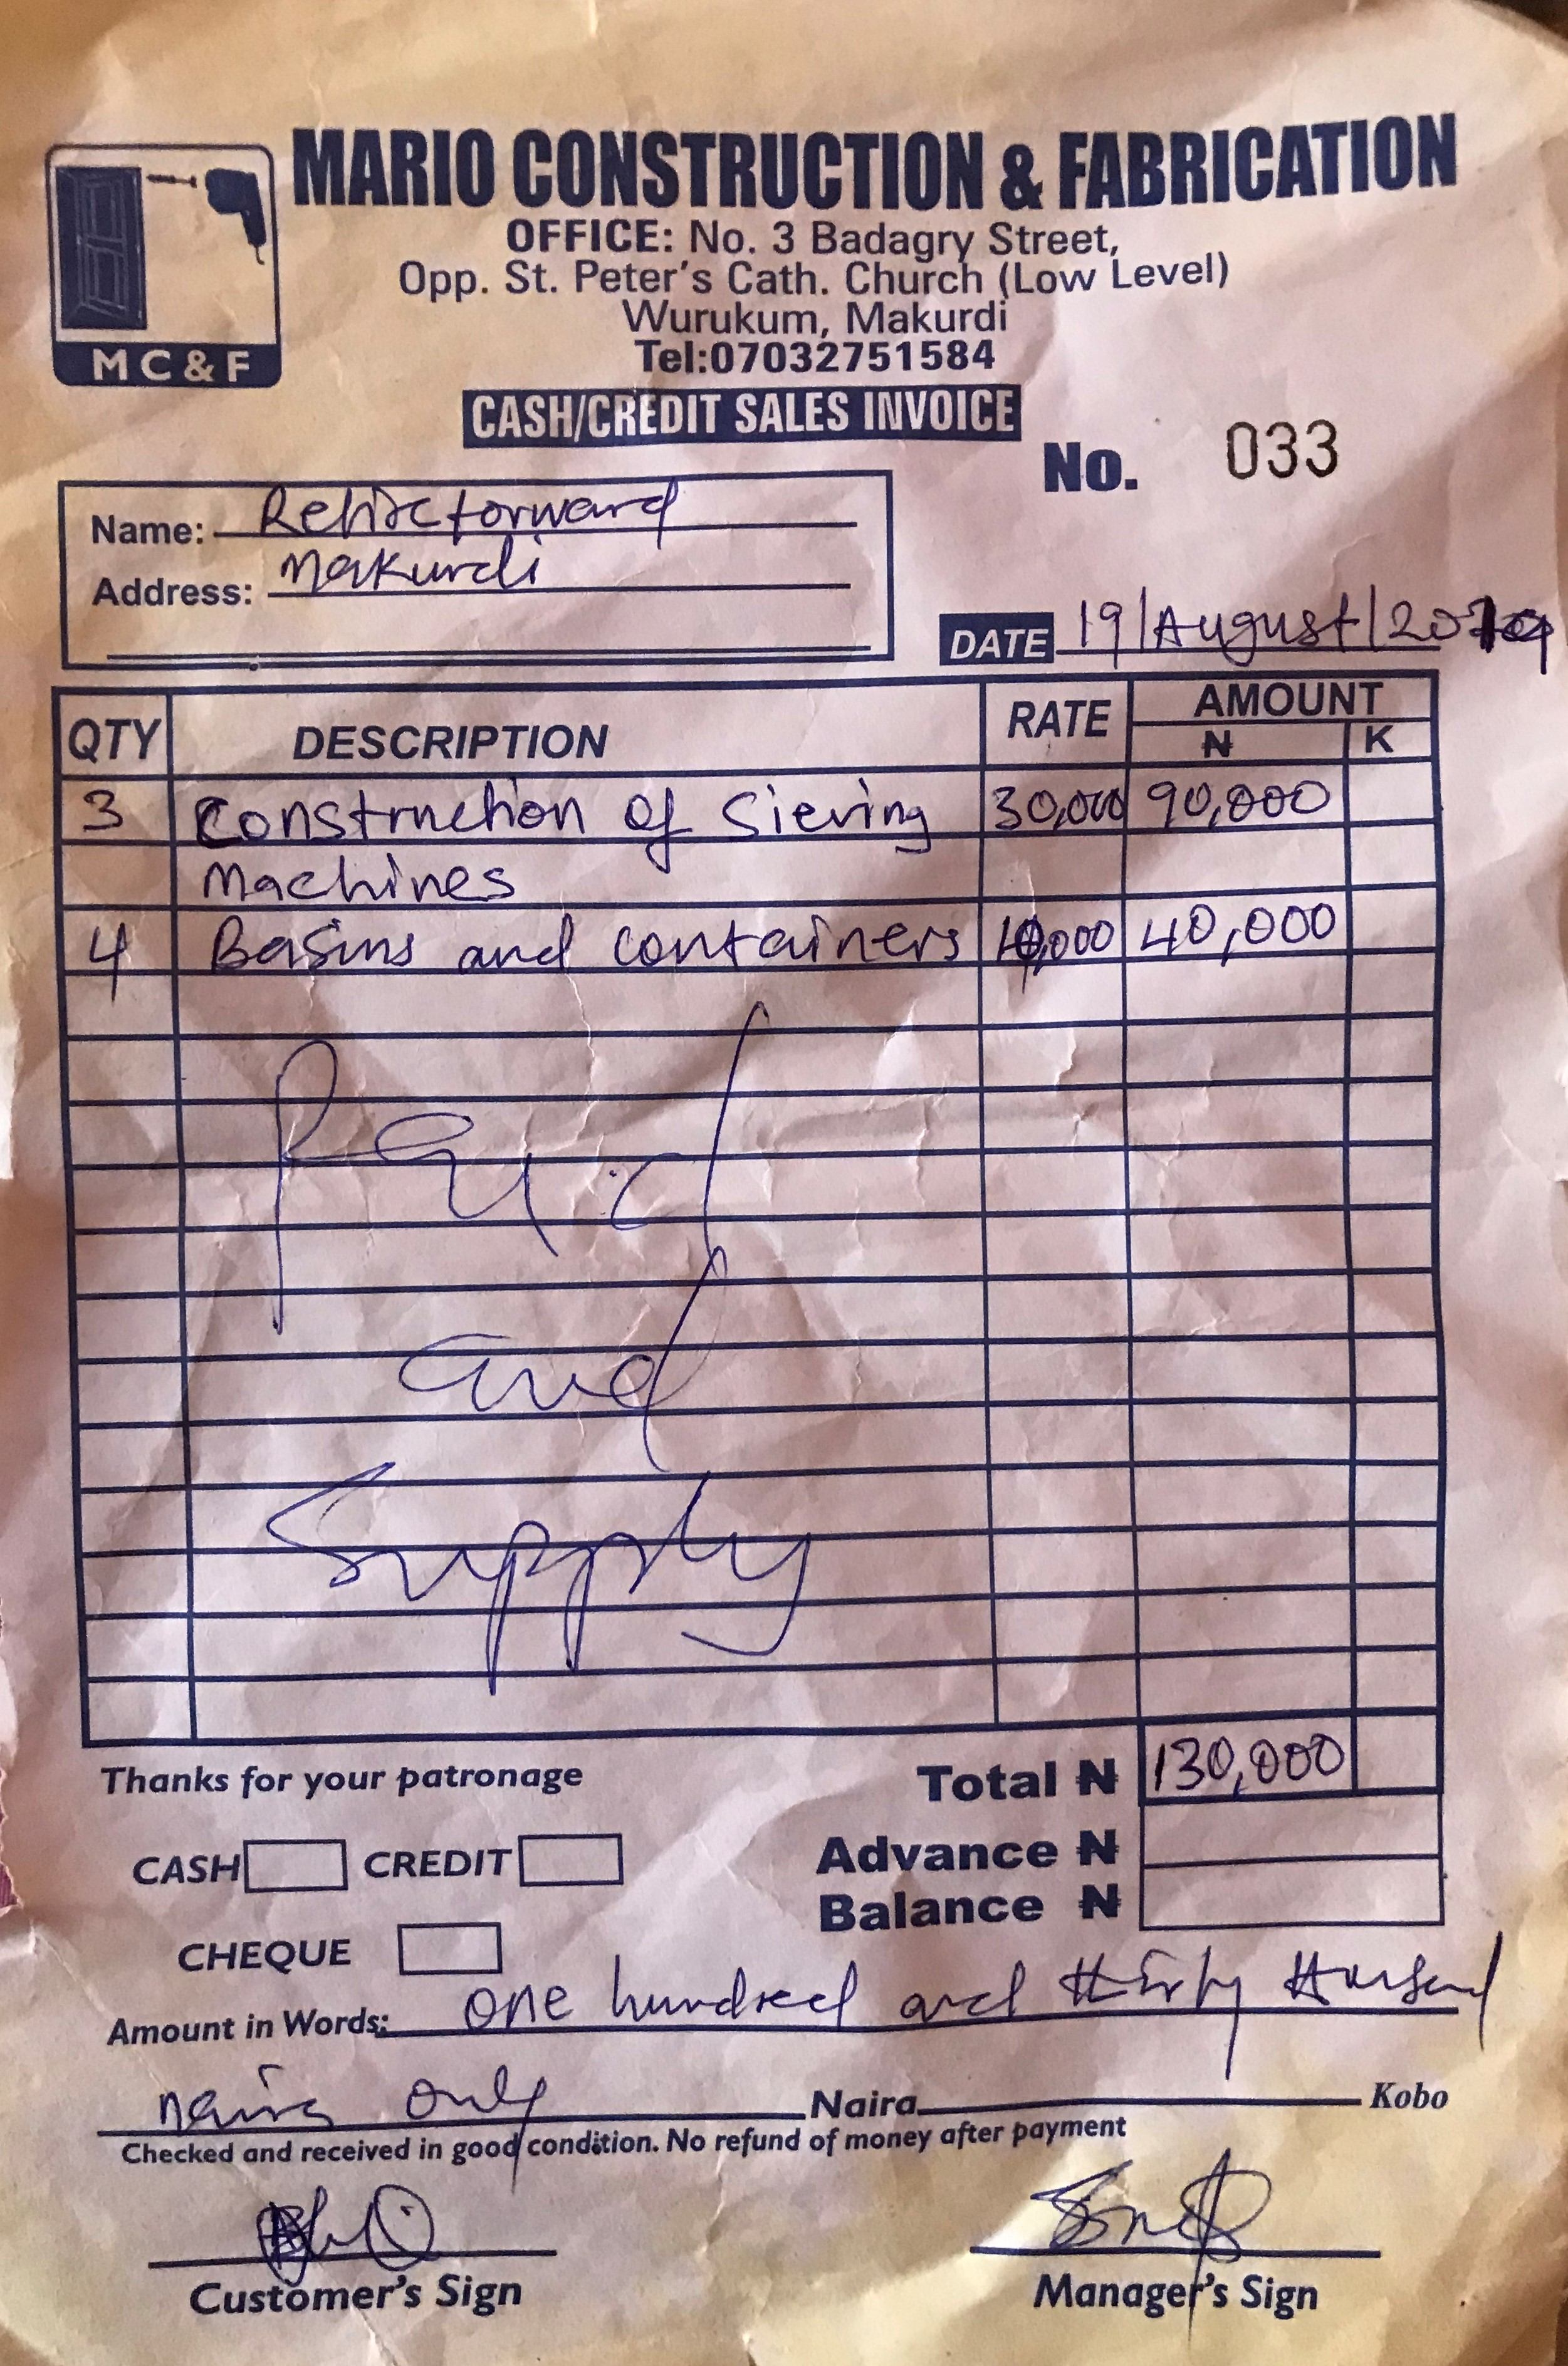 MARIO CONSTRUCTION & FABRICATION
OFFICE: No. 3 Badagry Street,
Opp. St. Peter's Cath. Church (Low Level)
Wurukum, Makurdi
Tel:07032751584
MC&F
CASH/CREDIT SALES INVOICE
No. 033
Name:
Address: Makurdi
DATE 19/August/2019
QTY DESCRIPTION RATE AMOUNT
₦ K
3 Construction of Sieving 30,000 90,000
Machines
4 Basins and containers 10,000 40,000
Paid
and
Supply
Thanks for your patronage
Total ₦ 130,000
CASH CREDIT
Advance ₦
Balance ₦
CHEQUE
Amount in Words: one hundred and thirty thousand
naira only Naira Kobo
Checked and received in good condition. No refund of money after payment
Customer's Sign Manager's Sign